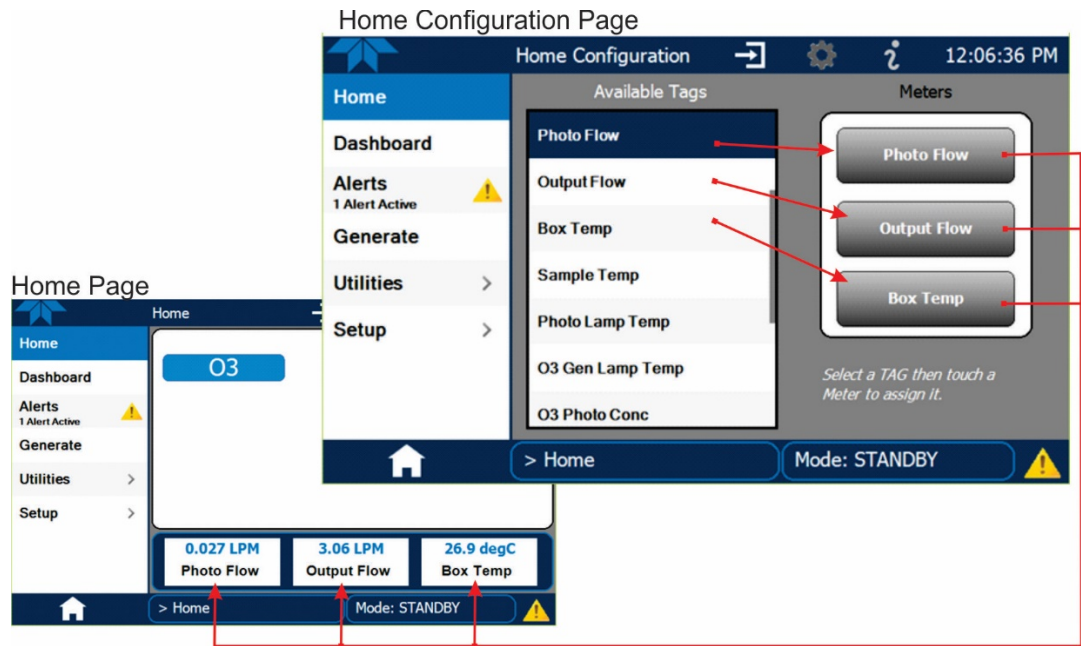 Home Configuration Page
Home Configuration
12:06:36 PM
Home
Dashboard
Alerts
1 Alert Active
Generate
Utilities
Setup
Available Tags
Photo Flow
Output Flow
Box Temp
Sample Temp
Photo Lamp Temp
O3 Gen Lamp Temp
O3 Photo Conc
Meters
Photo Flow
Output Flow
Box Temp
Select a TAG then touch a
Meter to assign it.
> Home
Mode: STANDBY
Home Page
Home
Home
Dashboard
Alerts
1 Alert Active
Generate
Utilities
Setup
O3
0.027 LPM
Photo Flow
3.06 LPM
Output Flow
26.9 degC
Box Temp
> Home
Mode: STANDBY